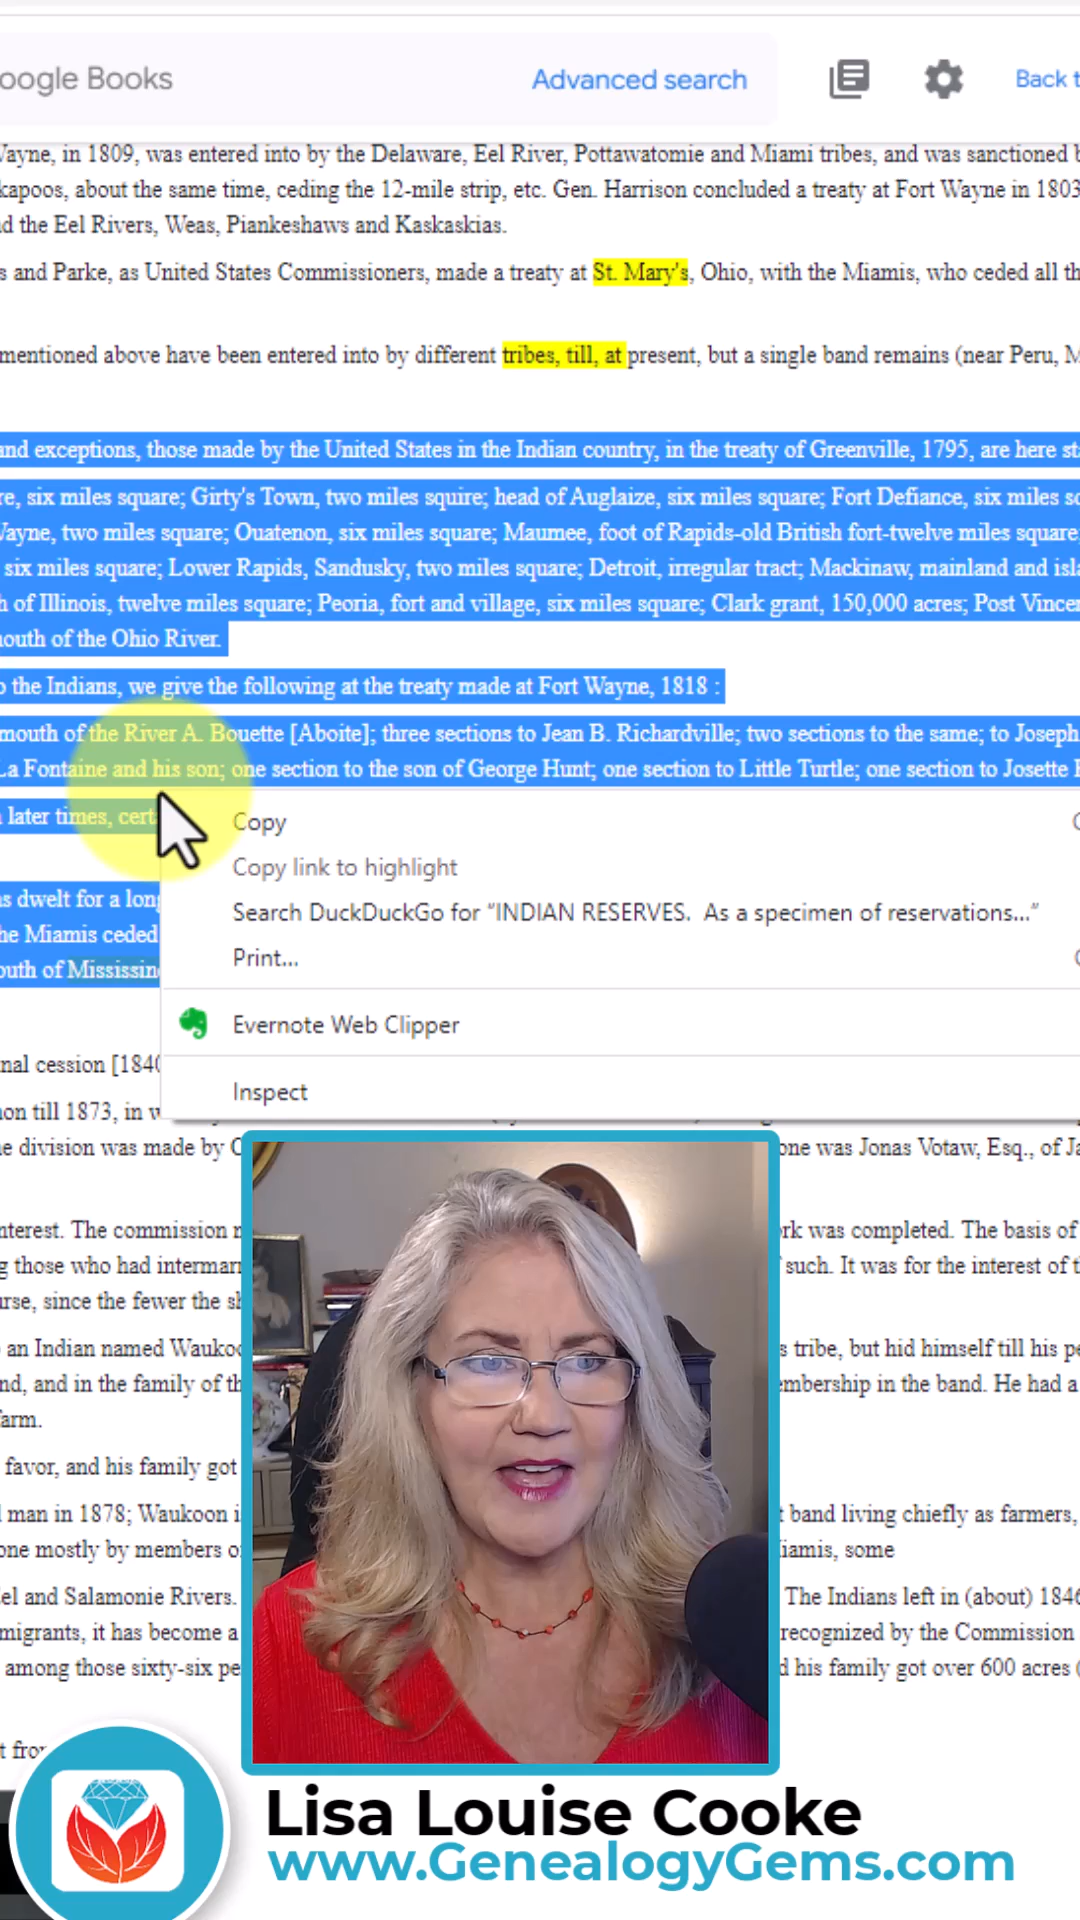 oogle Books
Advanced search
Back t
Wayne, in 1809, was entered into by the Delaware, Eel River, Pottawatomie and Miami tribes, and was sanctioned b
kapoos, about the same time, ceding the 12-mile strip, etc. Gen. Harrison concluded a treaty at Fort Wayne in 1803
d the Eel Rivers, Weas, Piankeshaws and Kaskaskias.
s and Parke, as United States Commissioners, made a treaty at St. Mary's, Ohio, with the Miamis, who ceded all th
mentioned above have been entered into by different tribes, till, at present, but a single band remains (near Peru, M
and exceptions, those made by the United States in the Indian country, in the treaty of Greenville, 1795, are here st
re, six miles square; Girty's Town, two miles squire; head of Auglaize, six miles square; Fort Defiance, six miles s
Wayne, two miles square; Ouatenon, six miles square; Maumee, foot of Rapids-old British fort-twelve miles square
six miles square; Lower Rapids, Sandusky, two miles square; Detroit, irregular tract; Mackinaw, mainland and isla
h of Illinois, twelve miles square; Peoria, fort and village, six miles square; Clark grant, 150,000 acres; Post Vincen
mouth of the Ohio River.
o the Indians, we give the following at the treaty made at Fort Wayne, 1818 :
mouth of the River A. Bouette [Aboite]; three sections to Jean B. Richardville; two sections to the same; to Joseph
La Fontaine and his son; one section to the son of George Hunt; one section to Little Turtle; one section to Josette
later times, cert
Copy
Copy link to highlight
Search DuckDuckGo for “INDIAN RESERVES. As a specimen of reservations...”
Print...
Evernote Web Clipper
Inspect
s dwelt for a long
he Miamis ceded
outh of Mississin
nal cession [1840
non till 1873, in w
e division was made by C one was Jonas Votaw, Esq., of Ja
nterest. The commission n rk was completed. The basis of
g those who had intermarr such. It was for the interest of t
urse, since the fewer the sh
an Indian named Waukoo s tribe, but hid himself till his pe
nd, and in the family of th embership in the band. He had a
farm.
favor, and his family got
man in 1878; Waukoon i t band living chiefly as farmers,
one mostly by members o iamis, some
el and Salamonie Rivers. The Indians left in (about) 1846
migrants, it has become a recognized by the Commission
among those sixty-six pe d his family got over 600 acres (
t fro
Lisa Louise Cooke
www.GenealogyGems.com